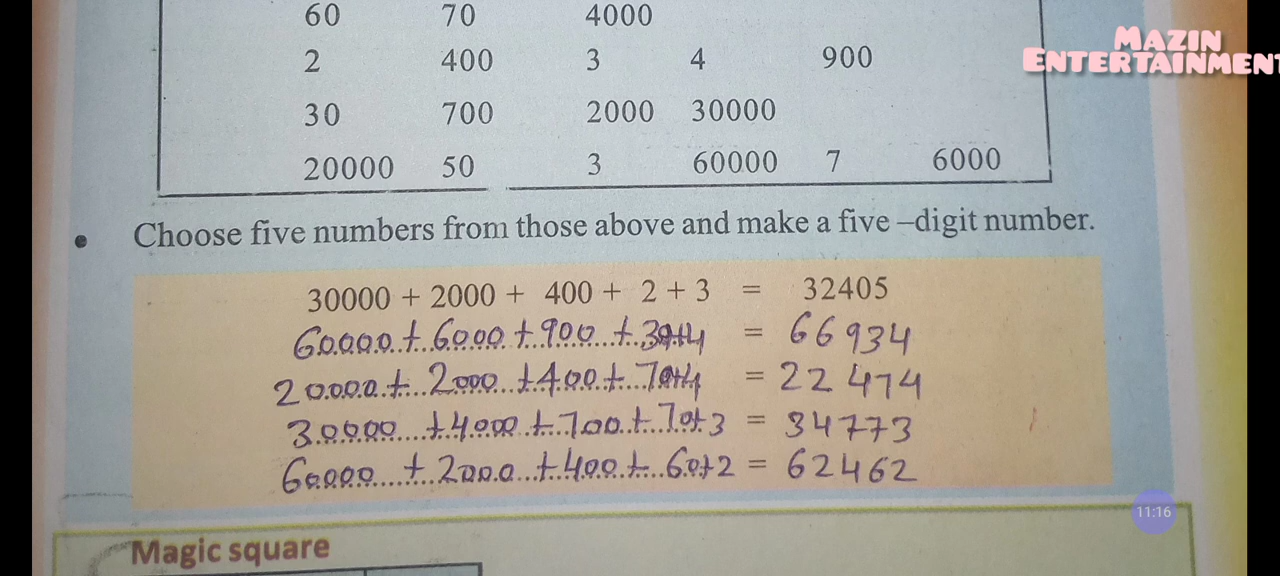 60 70 4000
MAZIN
ENTERTAINMENT
2 400 3 4 900
30 700 2000 30000
20000 50 3 60000 7 6000
• Choose five numbers from those above and make a five –digit number.
30000 + 2000 + 400 + 2 + 3 = 32405
60000 + 6000 + 900 + 30+4 = 66934
20000 + 2000 + 400 + 70+4 = 22474
30000 + 4000 + 700 + 70+3 = 34773
60000 + 2000 + 400 + 60+2 = 62462
11:16
Magic square